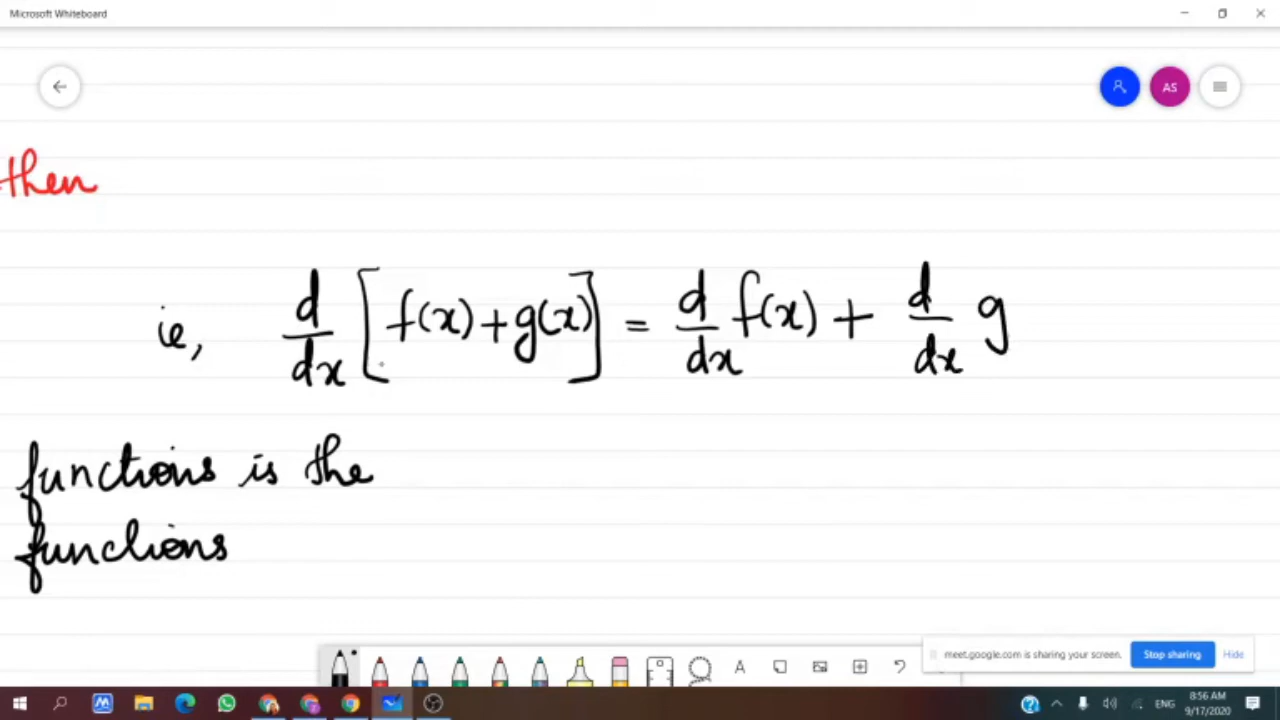 Microsoft Whiteboard
AS
then
ie, d/dx [f(x)+g(x)] = d/dx f(x) + d/dx g
functions is the
functions
meet.google.com is sharing your screen. Stop sharing Hide
A
ENG
8:56 AM
9/17/2020